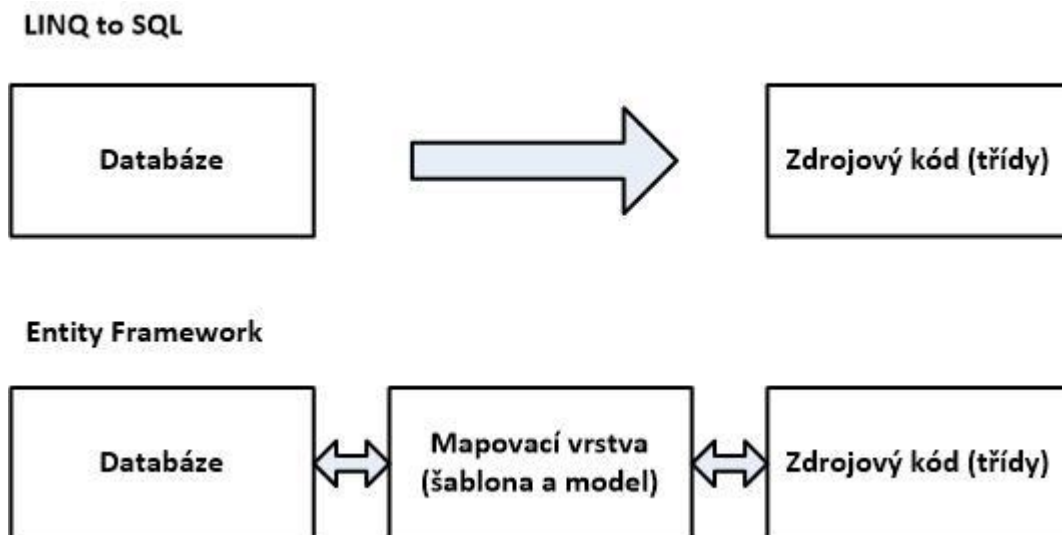 LINQ to SQL
Databáze
Zdrojový kód (třídy)
Entity Framework
Databáze
Mapovací vrstva
(šablona a model)
Zdrojový kód (třídy)